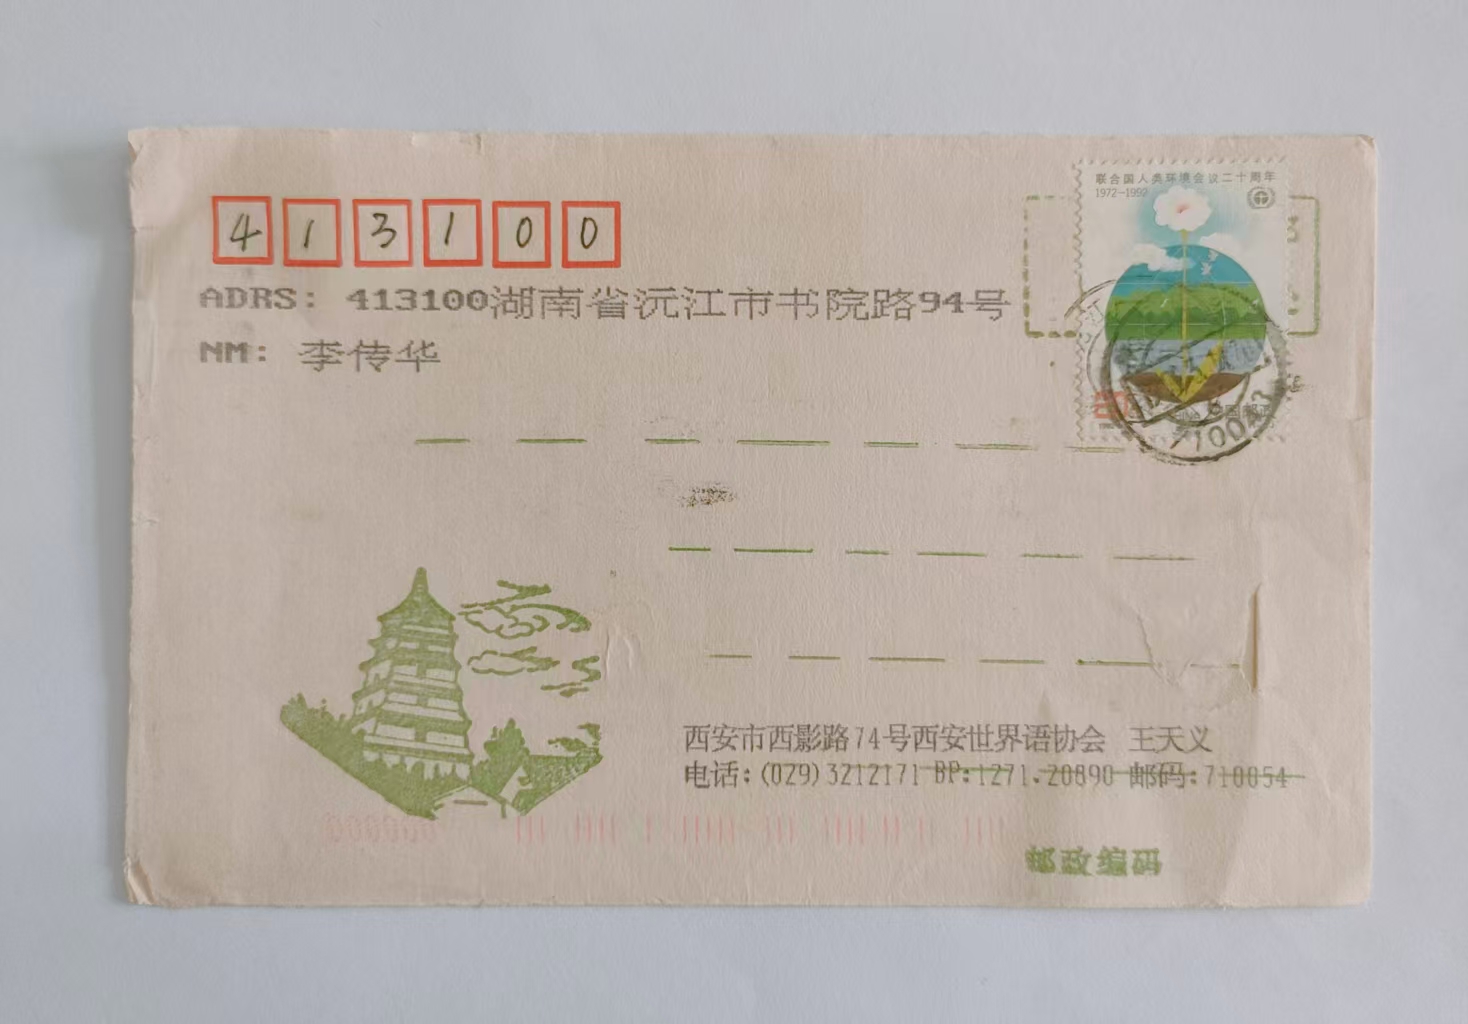 413100
ADRS: 413100湖南省沅江市书院路94号
NM: 李传华
联合国人类环境会议二十周年
1972-1992
20
中国邮政
710043
西安市西影路74号西安世界语协会 王天义
电话:(029)3212171 BP:1271.20890 邮码:710054
000000
邮政编码